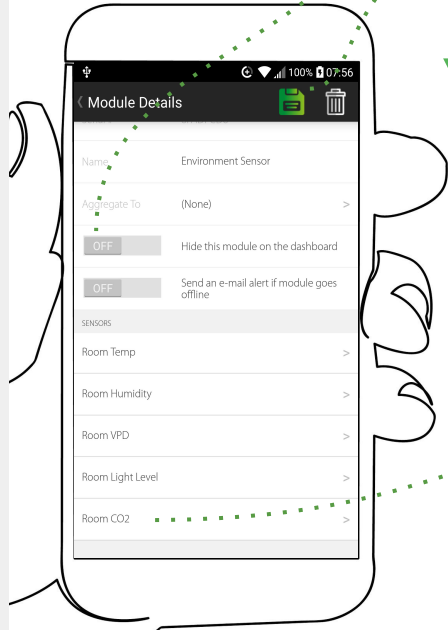 100% 07:56
Module Details
Name Environment Sensor
Aggregate To (None) >
OFF Hide this module on the dashboard
OFF Send an e-mail alert if module goes
offline
SENSORS
Room Temp >
Room Humidity >
Room VPD >
Room Light Level >
Room CO2 >